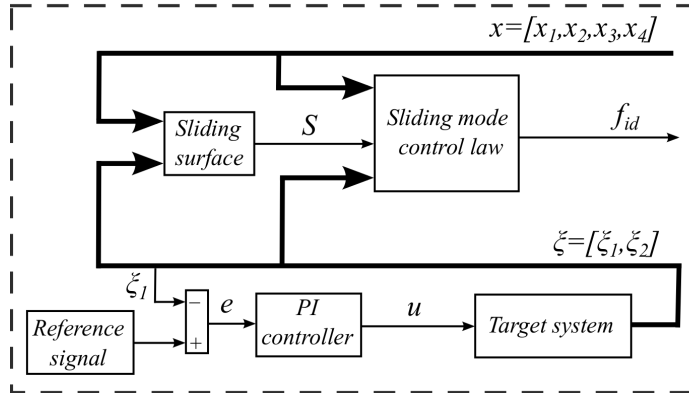 x=[x₁,x₂,x₃,x₄]
Sliding
surface
S
Sliding mode
control law
f_id
ξ=[ξ₁,ξ₂]
ξ₁
−
+
e
PI
controller
u
Target system
Reference
signal